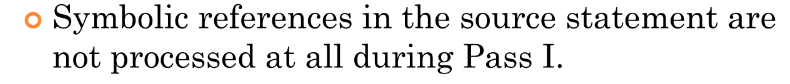 Symbolic references in the source statement are
not processed at all during Pass I.